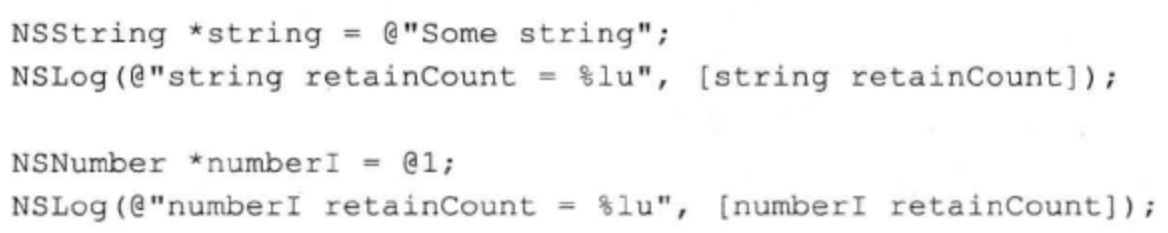 NSString *string = @"Some string";
NSLog(@"string retainCount = %lu", [string retainCount]);
NSNumber *numberI = @1;
NSLog(@"numberI retainCount = %lu", [numberI retainCount]);